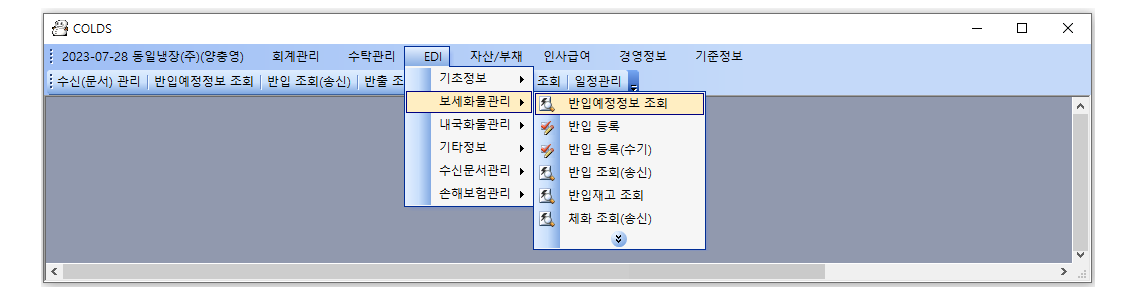 COLDS
2023-07-28 동일냉장(주)(양충영) 회계관리 수탁관리 EDI 자산/부채 인사급여 경영정보 기준정보
수신(문서) 관리 반입예정정보 조회 반입 조회(송신) 반출 조 조회 일정관리
기초정보
보세화물관리
내국화물관리
기타정보
수신문서관리
손해보험관리
반입예정정보 조회
반입 등록
반입 등록(수기)
반입 조회(송신)
반입재고 조회
체화 조회(송신)